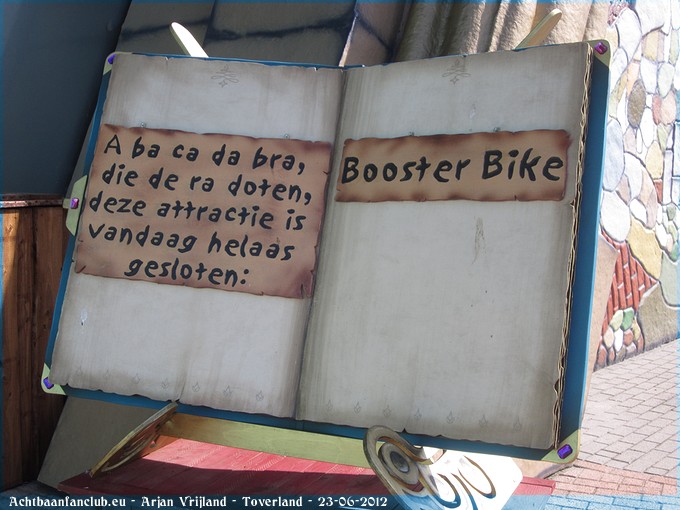 A ba ca da bra,
die de ra doten,
deze attractie is
vandaag helaas
gesloten:
Booster Bike
Achtbaanfanclub.eu - Arjan Vrijland - Toverland - 23-06-2012